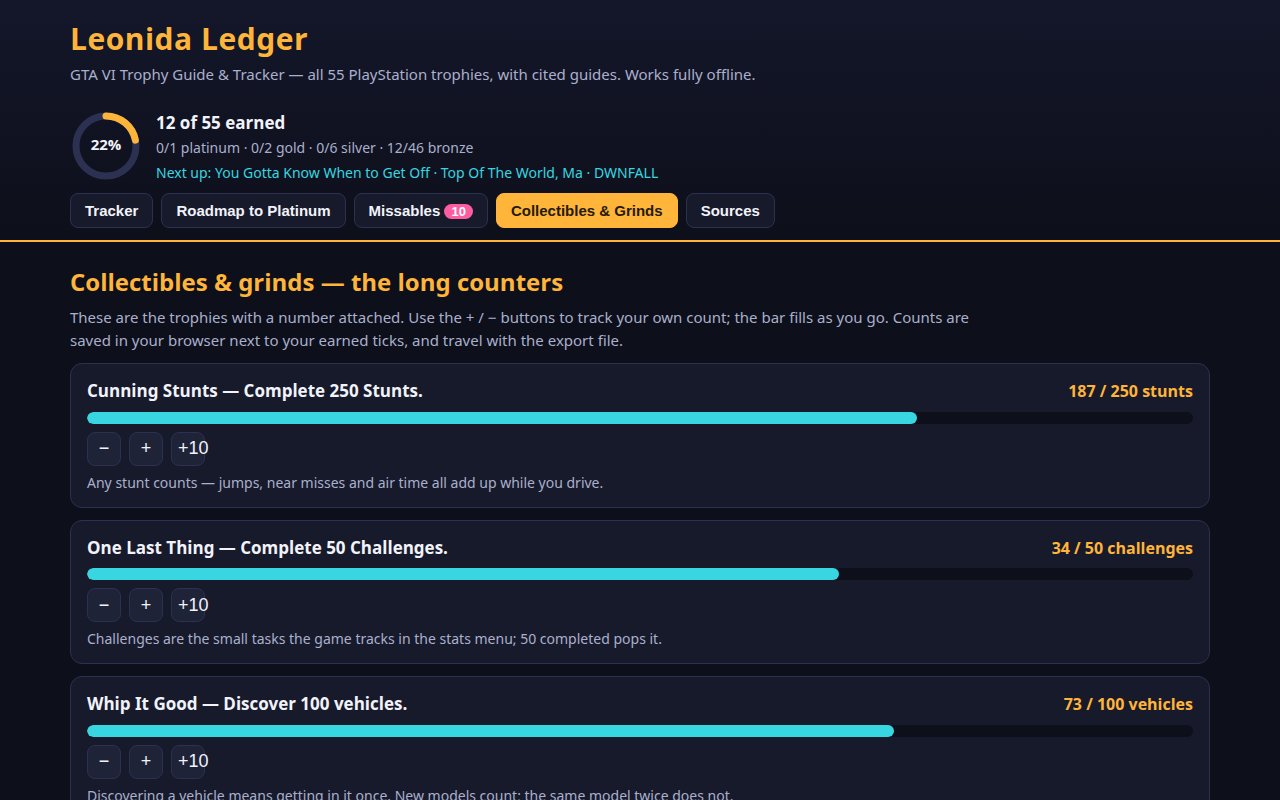 Leonida Ledger
GTA VI Trophy Guide & Tracker — all 55 PlayStation trophies, with cited guides. Works fully offline.
22%
12 of 55 earned
0/1 platinum · 0/2 gold · 0/6 silver · 12/46 bronze
Next up: You Gotta Know When to Get Off · Top Of The World, Ma · DWNFALL
Tracker Roadmap to Platinum Missables 10 Collectibles & Grinds Sources
Collectibles & grinds — the long counters
These are the trophies with a number attached. Use the + / − buttons to track your own count; the bar fills as you go. Counts are
saved in your browser next to your earned ticks, and travel with the export file.
Cunning Stunts — Complete 250 Stunts. 187 / 250 stunts
− + +10
Any stunt counts — jumps, near misses and air time all add up while you drive.
One Last Thing — Complete 50 Challenges. 34 / 50 challenges
− + +10
Challenges are the small tasks the game tracks in the stats menu; 50 completed pops it.
Whip It Good — Discover 100 vehicles. 73 / 100 vehicles
− + +10
Discovering a vehicle means getting in it once. New models count; the same model twice does not.